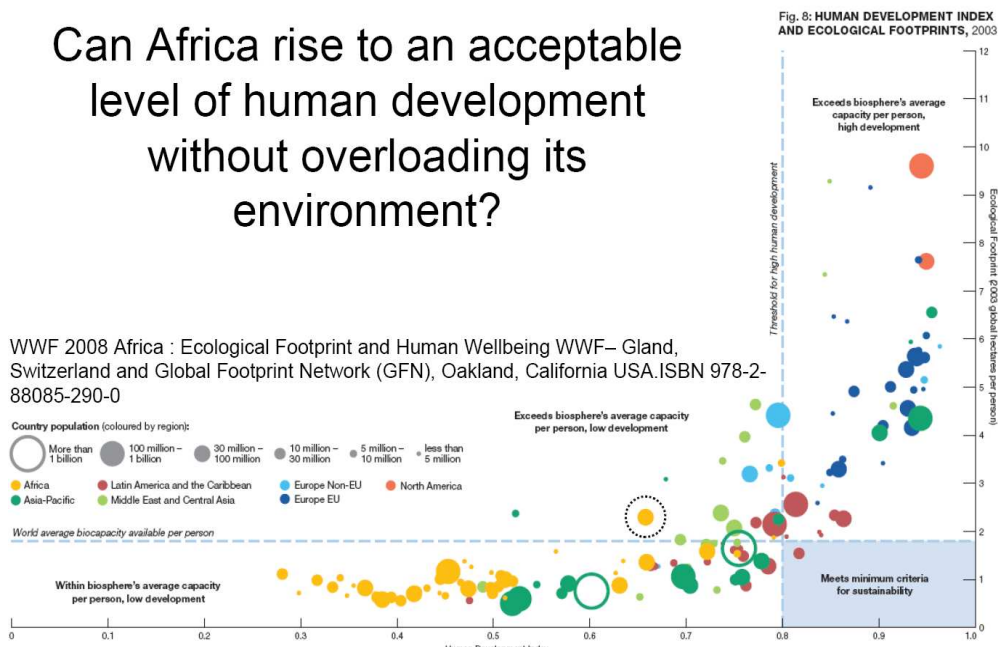 Can Africa rise to an acceptable
level of human development
without overloading its
environment?
WWF 2008 Africa : Ecological Footprint and Human Wellbeing WWF– Gland,
Switzerland and Global Footprint Network (GFN), Oakland, California USA.ISBN 978-2-
88085-290-0
Fig. 8: HUMAN DEVELOPMENT INDEX
AND ECOLOGICAL FOOTPRINTS, 2003
Exceeds biosphere's average
capacity per person,
high development
Threshold for high human development
Exceeds biosphere's average capacity
per person, low development
Country population (coloured by region):
More than
1 billion
100 million –
1 billion
30 million –
100 million
10 million –
30 million
5 million –
10 million
less than
5 million
Africa
Asia-Pacific
Latin America and the Caribbean
Middle East and Central Asia
Europe Non-EU
Europe EU
North America
World average biocapacity available per person
Within biosphere's average capacity
per person, low development
Meets minimum criteria
for sustainability
12
11
10
9
8
7
6
5
4
3
2
1
0
Ecological Footprint (2003 global hectares per person)
0
0.1
0.2
0.3
0.4
0.5
0.6
0.7
0.8
0.9
1.0